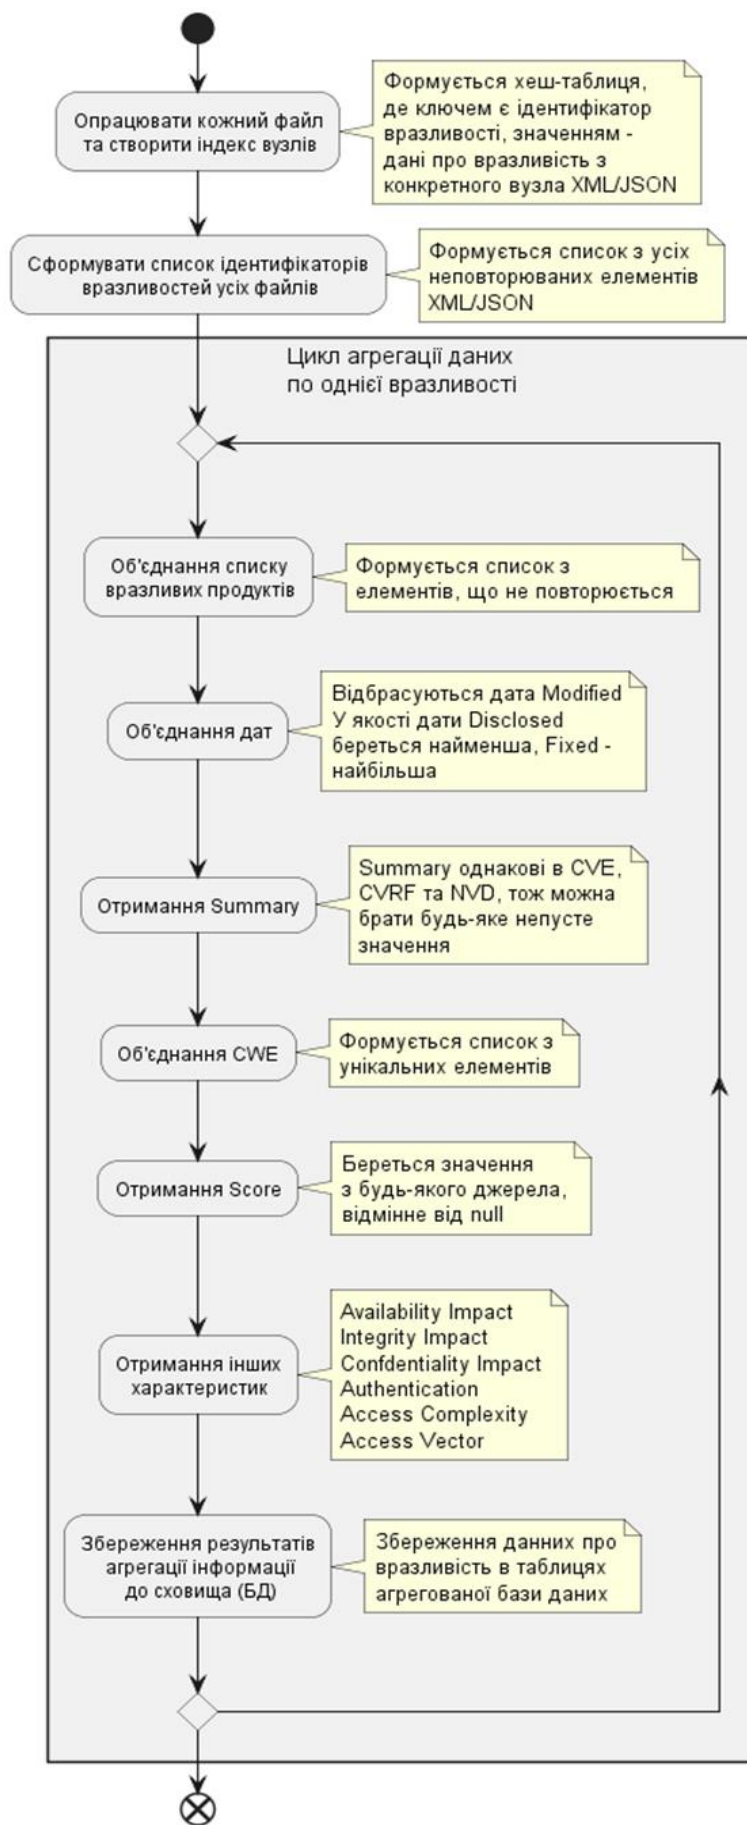 Опрацювати кожний файл
та створити індекс вузлів
Формується хеш-таблиця,
де ключем є ідентифікатор
вразливості, значенням -
дані про вразливість з
конкретного вузла XML/JSON
Сформувати список ідентифікаторів
вразливостей усіх файлів
Формується список з усіх
неповторюваних елементів
XML/JSON
Цикл агрегації даних
по однієї вразливості
Об'єднання списку
вразливих продуктів
Формується список з
елементів, що не повторюється
Об'єднання дат
Відбрасуються дата Modified
У якості дати Disclosed
береться найменша, Fixed -
найбільша
Отримання Summary
Summary однакові в CVE,
CVRF та NVD, тож можна
брати будь-яке непусте
значення
Об'єднання CWE
Формується список з
унікальних елементів
Отримання Score
Береться значення
з будь-якого джерела,
відмінне від null
Отримання інших
характеристик
Availability Impact
Integrity Impact
Confdentiality Impact
Authentication
Access Complexity
Access Vector
Збереження результатів
агрегації інформації
до сховища (БД)
Збереження данних про
вразливість в таблицях
агрегованої бази даних